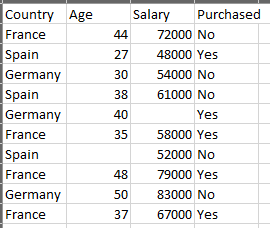 Country Age Salary Purchased
France 44 72000 No
Spain 27 48000 Yes
Germany 30 54000 No
Spain 38 61000 No
Germany 40 Yes
France 35 58000 Yes
Spain 52000 No
France 48 79000 Yes
Germany 50 83000 No
France 37 67000 Yes